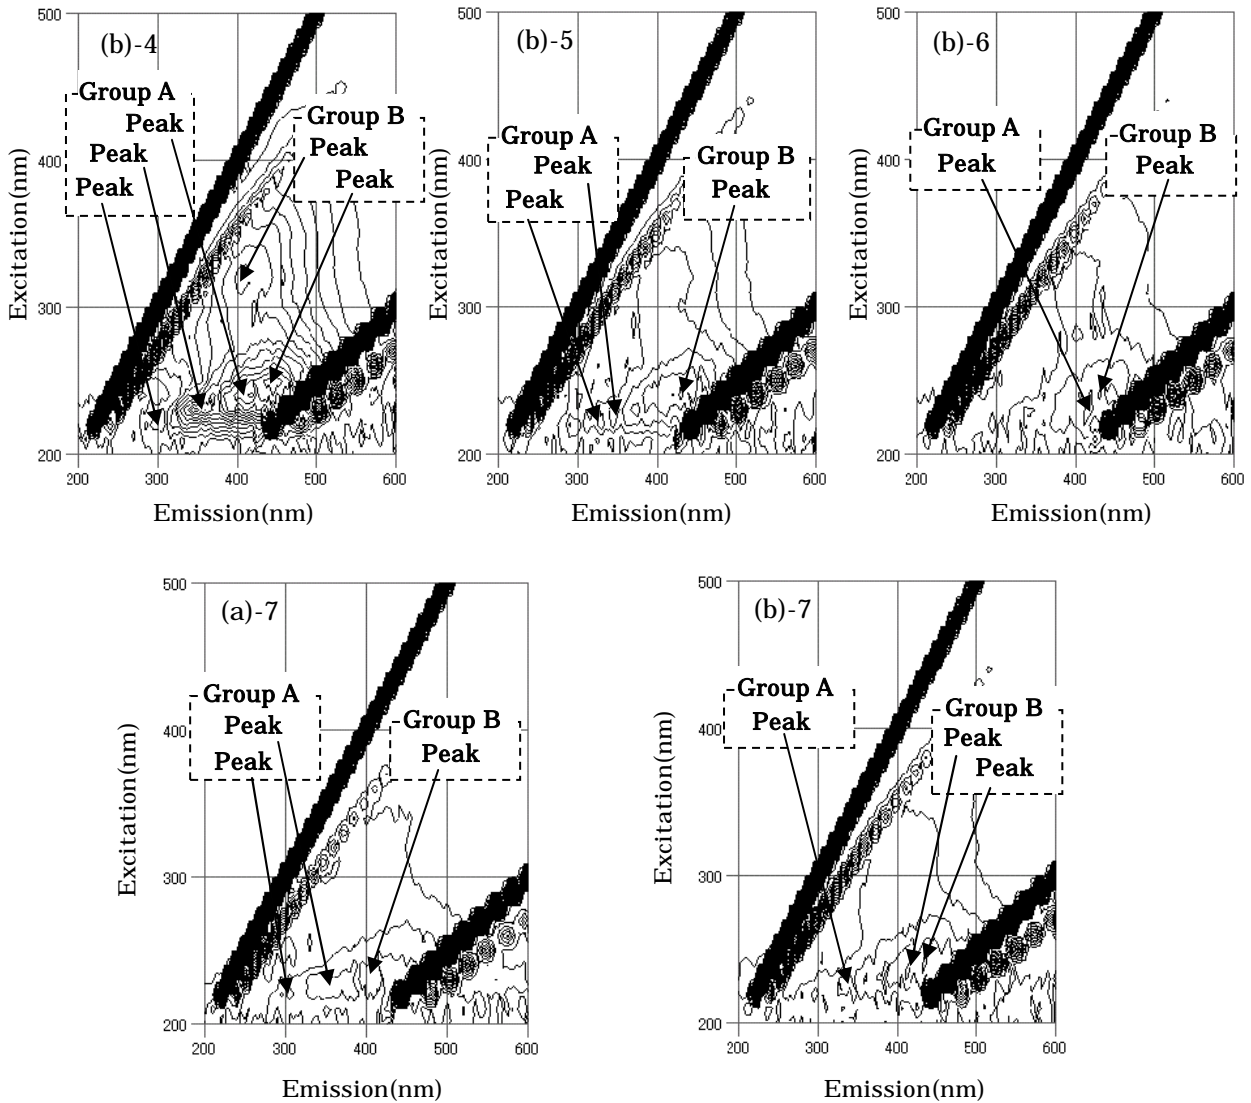 (b)-4
500
400
300
200
200
300
400
500
600
Excitation(nm)
Emission(nm)
Group A
Peak
Peak
Peak
Group B
Peak
Peak
(b)-5
500
400
300
200
200
300
400
500
600
Excitation(nm)
Emission(nm)
Group A
Peak
Peak
Group B
Peak
(b)-6
500
400
300
200
200
300
400
500
600
Excitation(nm)
Emission(nm)
Group A
Peak
Group B
Peak
(a)-7
500
400
300
200
200
300
400
500
600
Excitation(nm)
Emission(nm)
Group A
Peak
Peak
Group B
Peak
(b)-7
500
400
300
200
200
300
400
500
600
Excitation(nm)
Emission(nm)
Group A
Peak
Group B
Peak
Peak